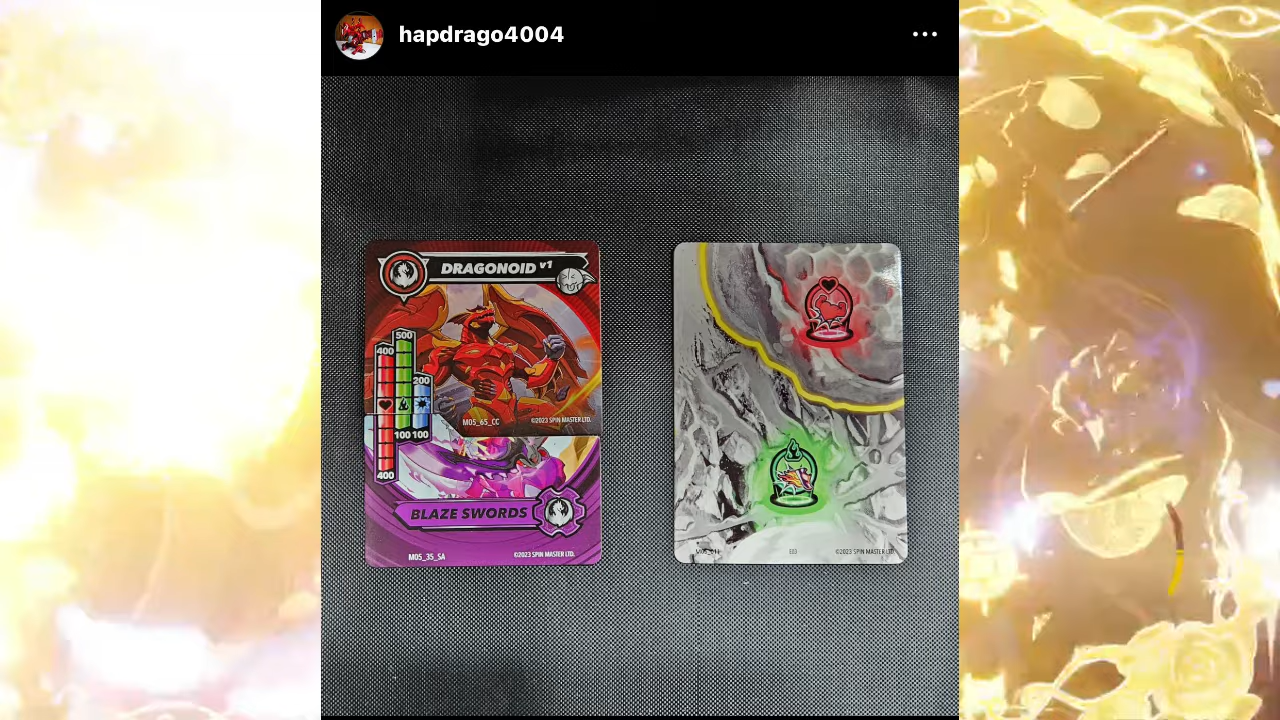 hapdrago4004
DRAGONOID v1
500
400
200
100 100
400
M05_65_CC
©2023 SPIN MASTER LTD.
BLAZE SWORDS
M05_35_SA
©2023 SPIN MASTER LTD.
©2023 SPIN MASTER LTD.